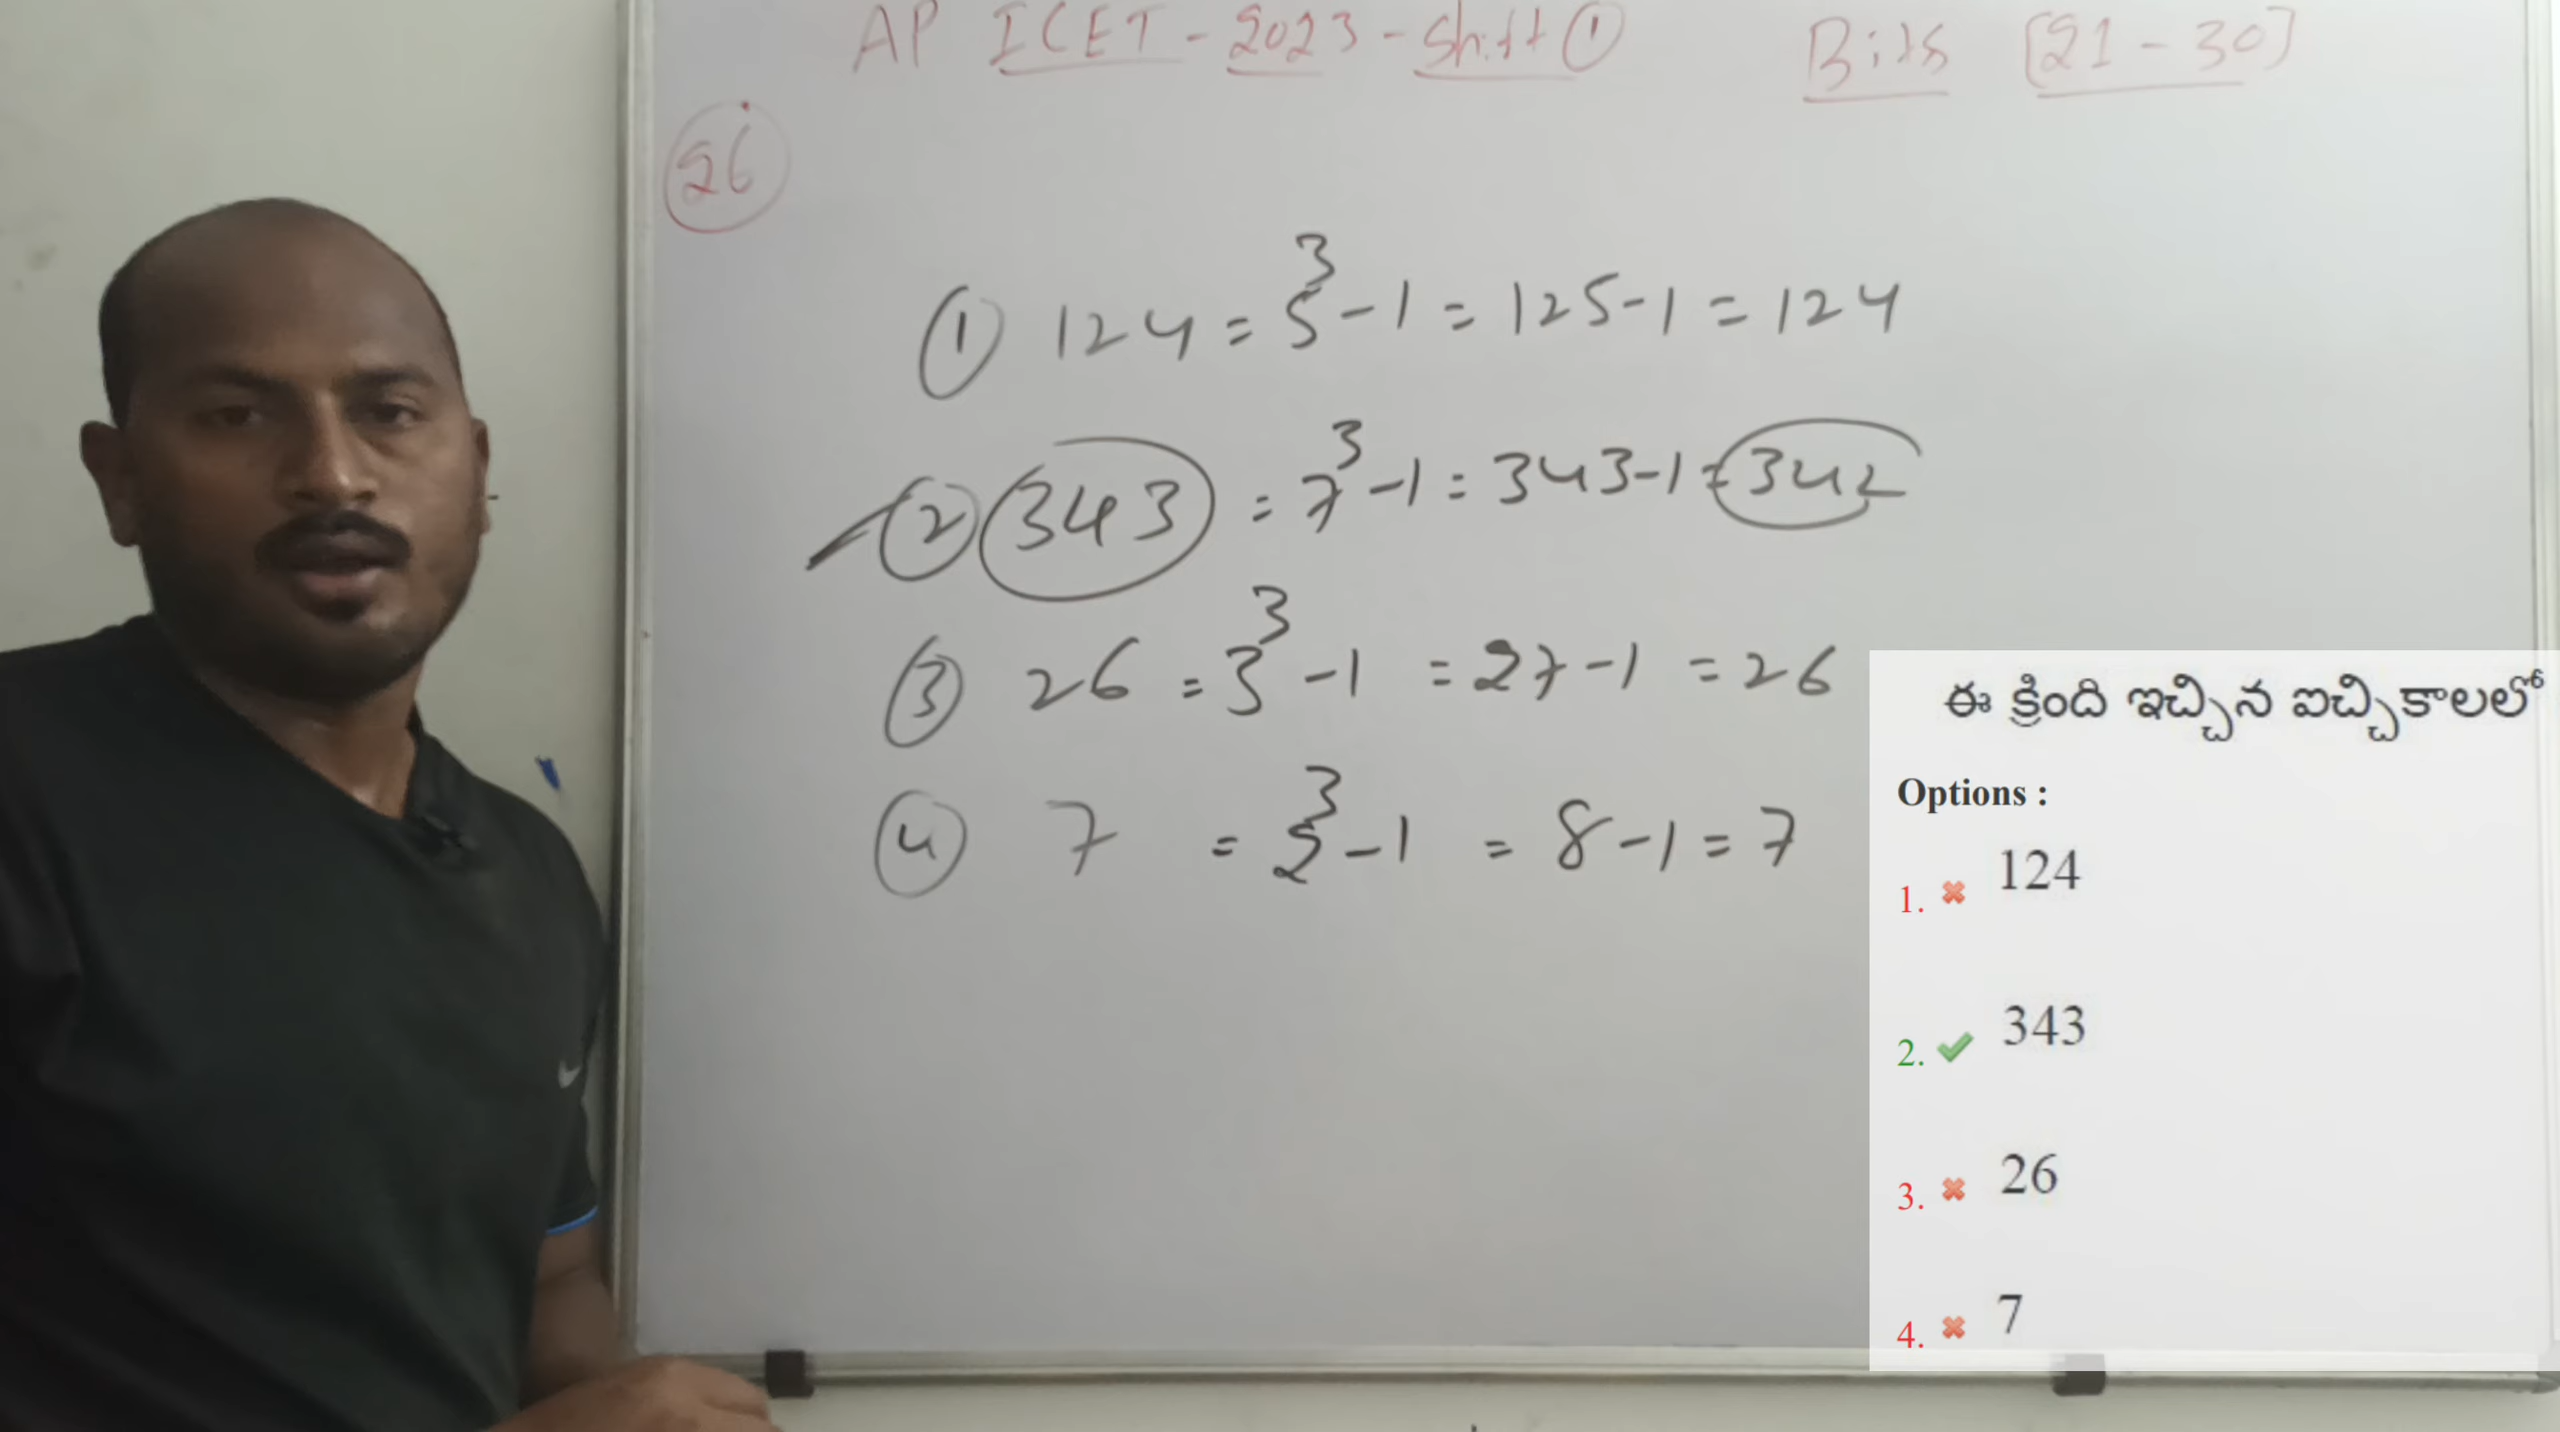 AP ICET - 2023 - Shift ①
Bits [21 - 30]
26
① 124 = 5³ - 1 = 125 - 1 = 124
② 343 = 7³ - 1 = 343 - 1 = 342
③ 26 = 3³ - 1 = 27 - 1 = 26
④ 7 = 2³ - 1 = 8 - 1 = 7
ఈ క్రింది ఇచ్చిన ఐచ్ఛికాలలో
Options :
1. ✖ 124
2. ✔ 343
3. ✖ 26
4. ✖ 7